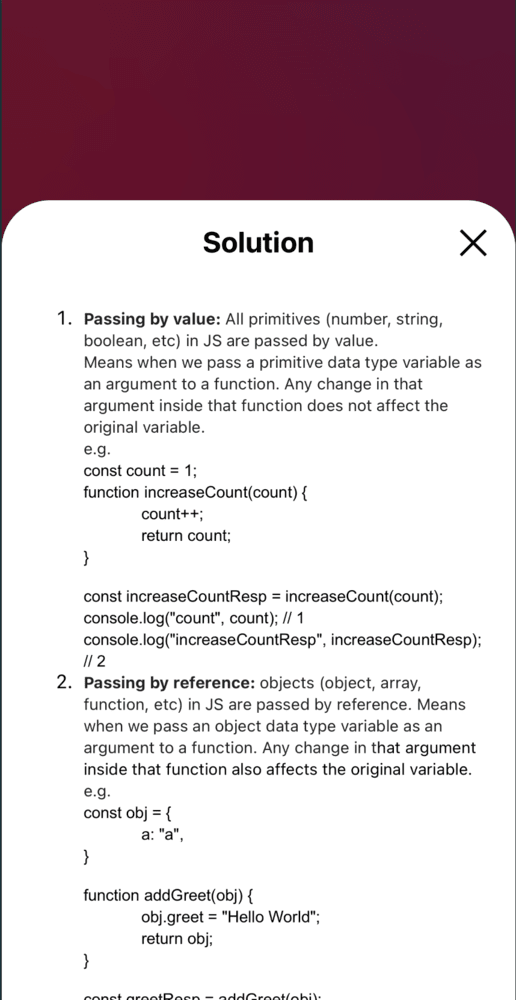 Solution
1. Passing by value: All primitives (number, string,
boolean, etc) in JS are passed by value.
Means when we pass a primitive data type variable as
an argument to a function. Any change in that
argument inside that function does not affect the
original variable.
e.g.
const count = 1;
function increaseCount(count) {
count++;
return count;
}
const increaseCountResp = increaseCount(count);
console.log("count", count); // 1
console.log("increaseCountResp", increaseCountResp);
// 2
2. Passing by reference: objects (object, array,
function, etc) in JS are passed by reference. Means
when we pass an object data type variable as an
argument to a function. Any change in that argument
inside that function also affects the original variable.
e.g.
const obj = {
a: "a",
}
function addGreet(obj) {
obj.greet = "Hello World";
return obj;
}
const greetResp = addGreet(obj);